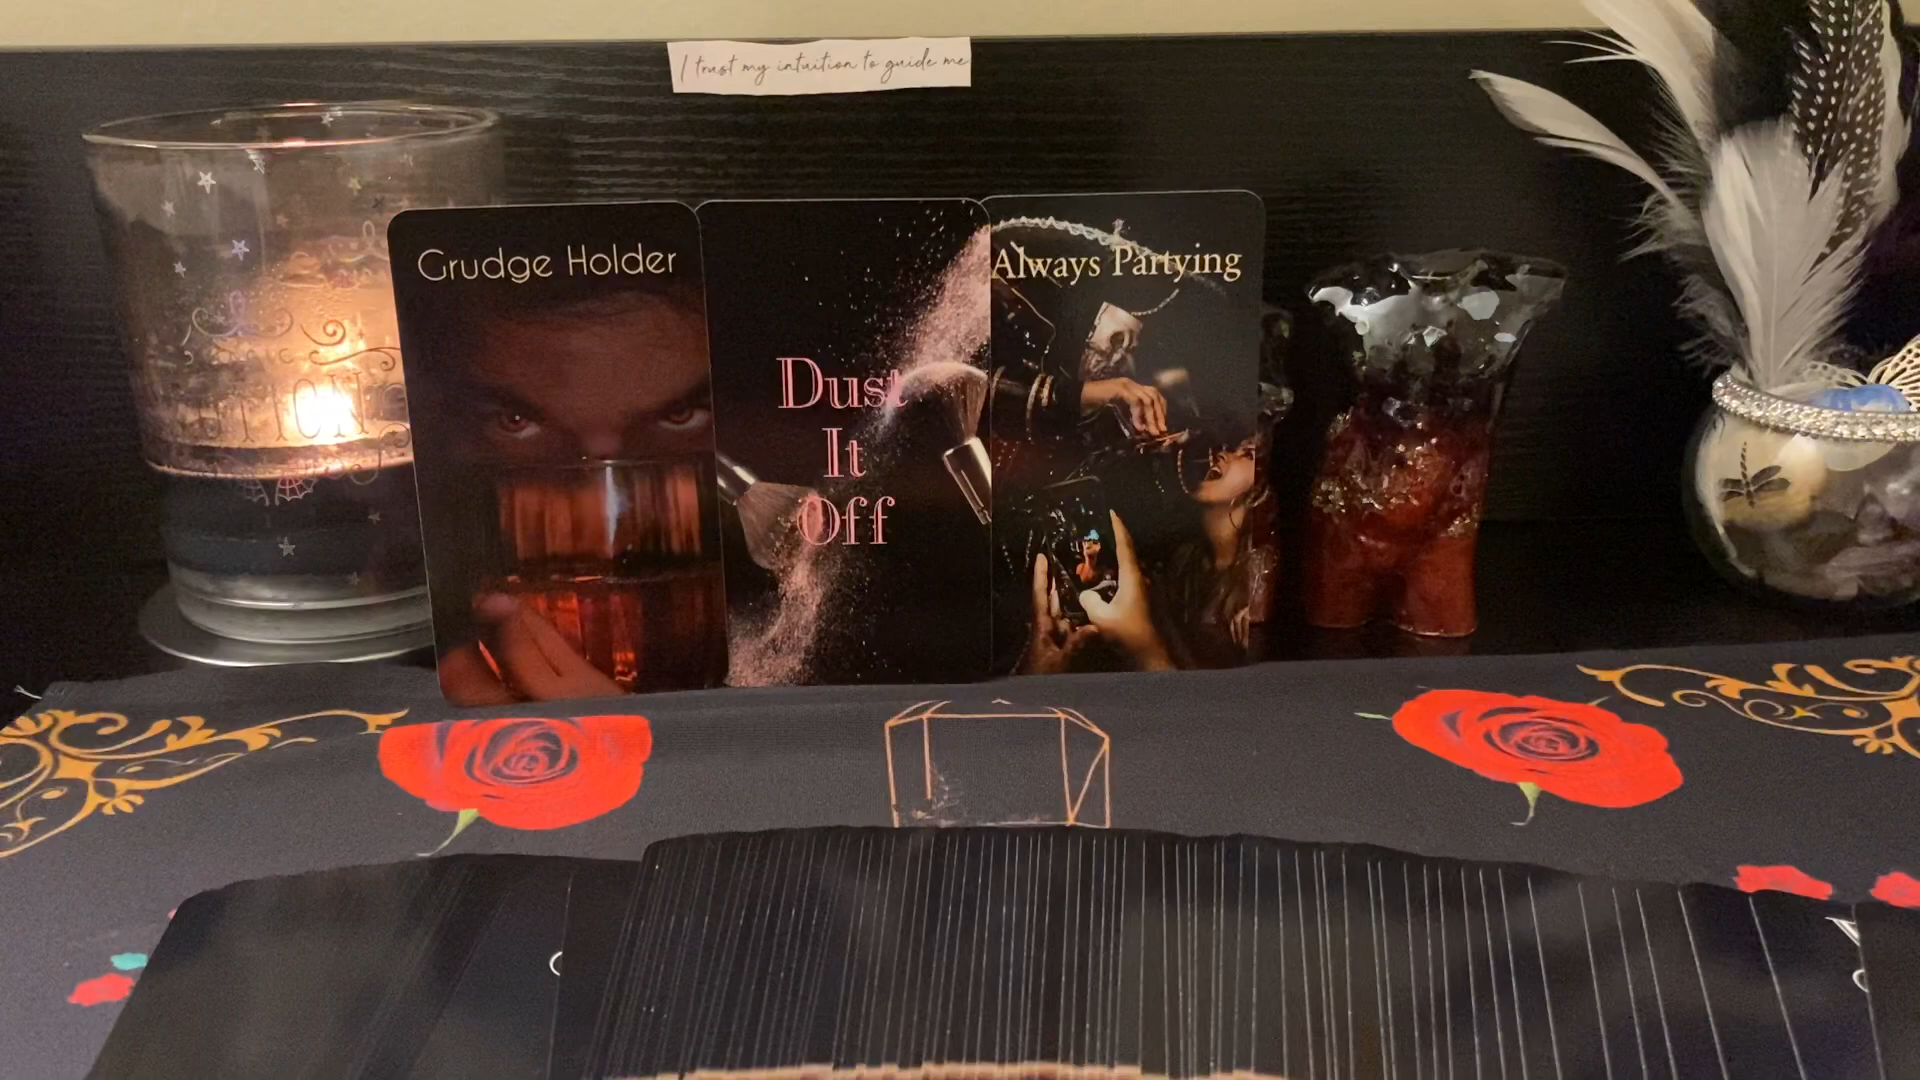 I trust my intuition to guide me
Grudge Holder
Dust
It
Off
Always Partying